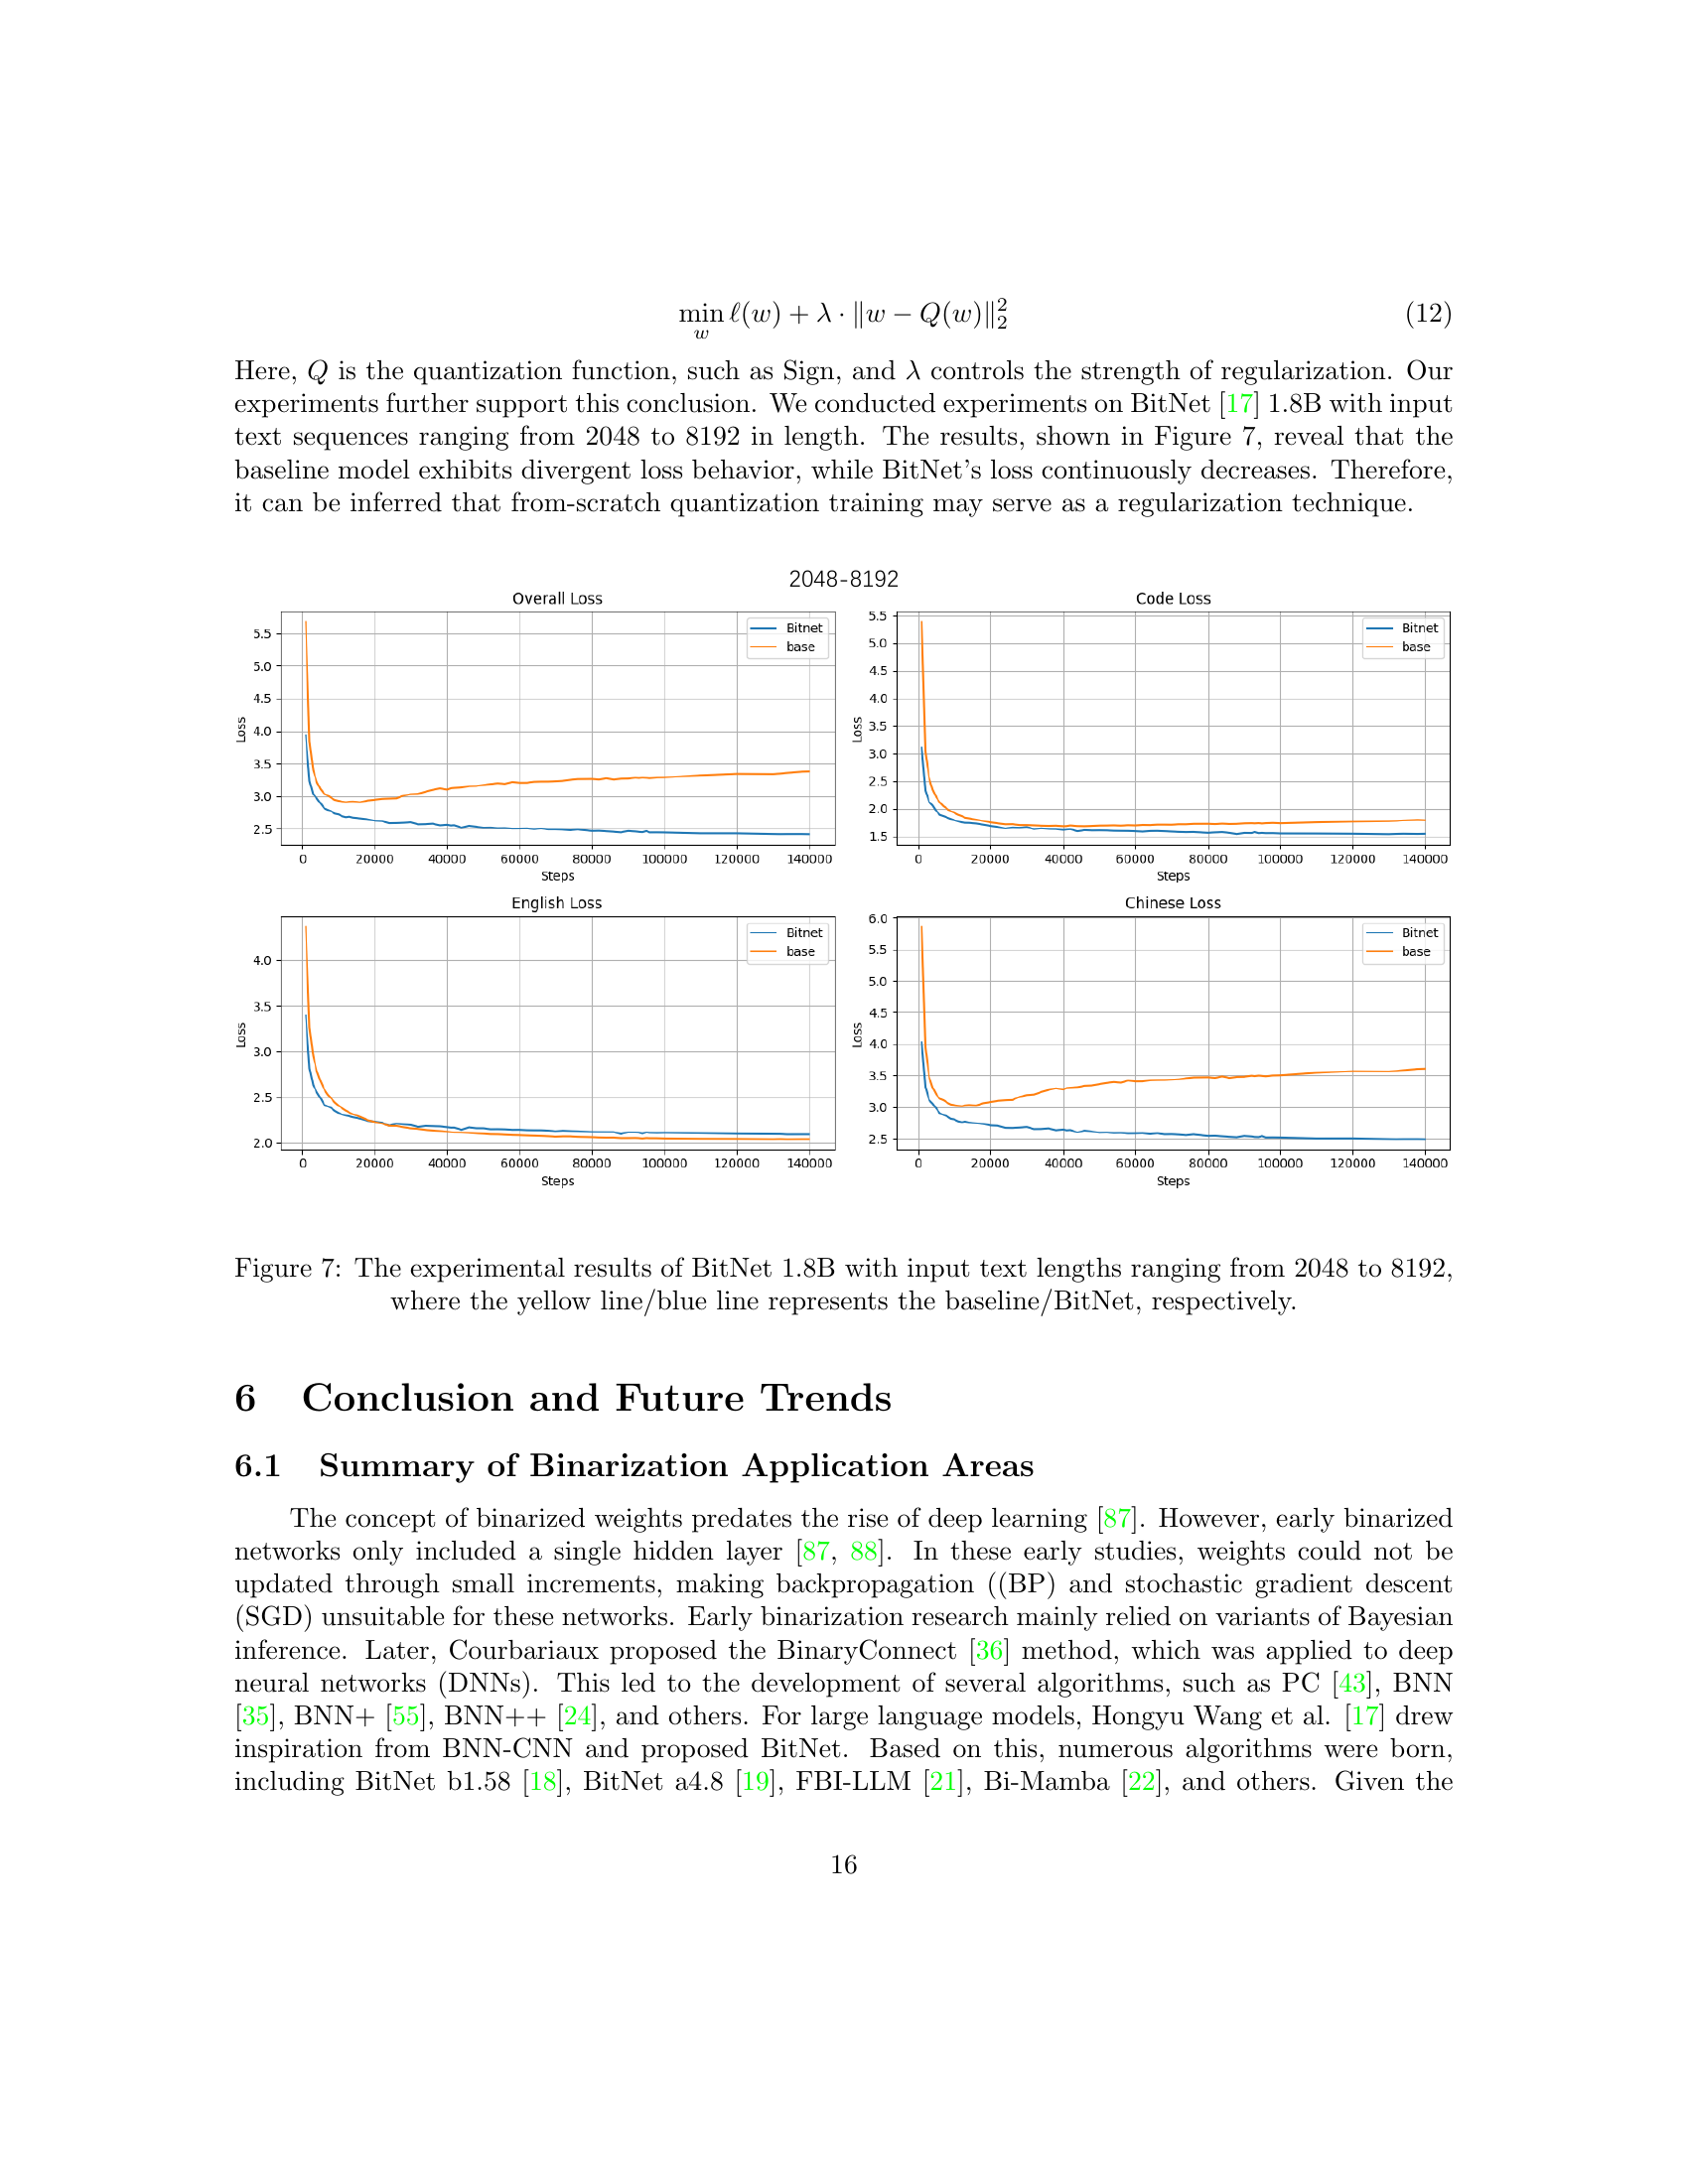 min ℓ(w) + λ · ∥w − Q(w)∥₂² (12)
w
Here, Q is the quantization function, such as Sign, and λ controls the strength of regularization. Our
experiments further support this conclusion. We conducted experiments on BitNet [17] 1.8B with input
text sequences ranging from 2048 to 8192 in length. The results, shown in Figure 7, reveal that the
baseline model exhibits divergent loss behavior, while BitNet's loss continuously decreases. Therefore,
it can be inferred that from-scratch quantization training may serve as a regularization technique.
2048-8192
Overall Loss
Bitnet
base
5.5
5.0
4.5
4.0
3.5
3.0
2.5
Loss
0 20000 40000 60000 80000 100000 120000 140000
Steps
Code Loss
Bitnet
base
5.5
5.0
4.5
4.0
3.5
3.0
2.5
2.0
1.5
Loss
0 20000 40000 60000 80000 100000 120000 140000
Steps
English Loss
Bitnet
base
4.0
3.5
3.0
2.5
2.0
Loss
0 20000 40000 60000 80000 100000 120000 140000
Steps
Chinese Loss
Bitnet
base
6.0
5.5
5.0
4.5
4.0
3.5
3.0
2.5
Loss
0 20000 40000 60000 80000 100000 120000 140000
Steps
Figure 7: The experimental results of BitNet 1.8B with input text lengths ranging from 2048 to 8192,
where the yellow line/blue line represents the baseline/BitNet, respectively.
6 Conclusion and Future Trends
6.1 Summary of Binarization Application Areas
The concept of binarized weights predates the rise of deep learning [87]. However, early binarized
networks only included a single hidden layer [87, 88]. In these early studies, weights could not be
updated through small increments, making backpropagation ((BP) and stochastic gradient descent
(SGD) unsuitable for these networks. Early binarization research mainly relied on variants of Bayesian
inference. Later, Courbariaux proposed the BinaryConnect [36] method, which was applied to deep
neural networks (DNNs). This led to the development of several algorithms, such as PC [43], BNN
[35], BNN+ [55], BNN++ [24], and others. For large language models, Hongyu Wang et al. [17] drew
inspiration from BNN-CNN and proposed BitNet. Based on this, numerous algorithms were born,
including BitNet b1.58 [18], BitNet a4.8 [19], FBI-LLM [21], Bi-Mamba [22], and others. Given the
16